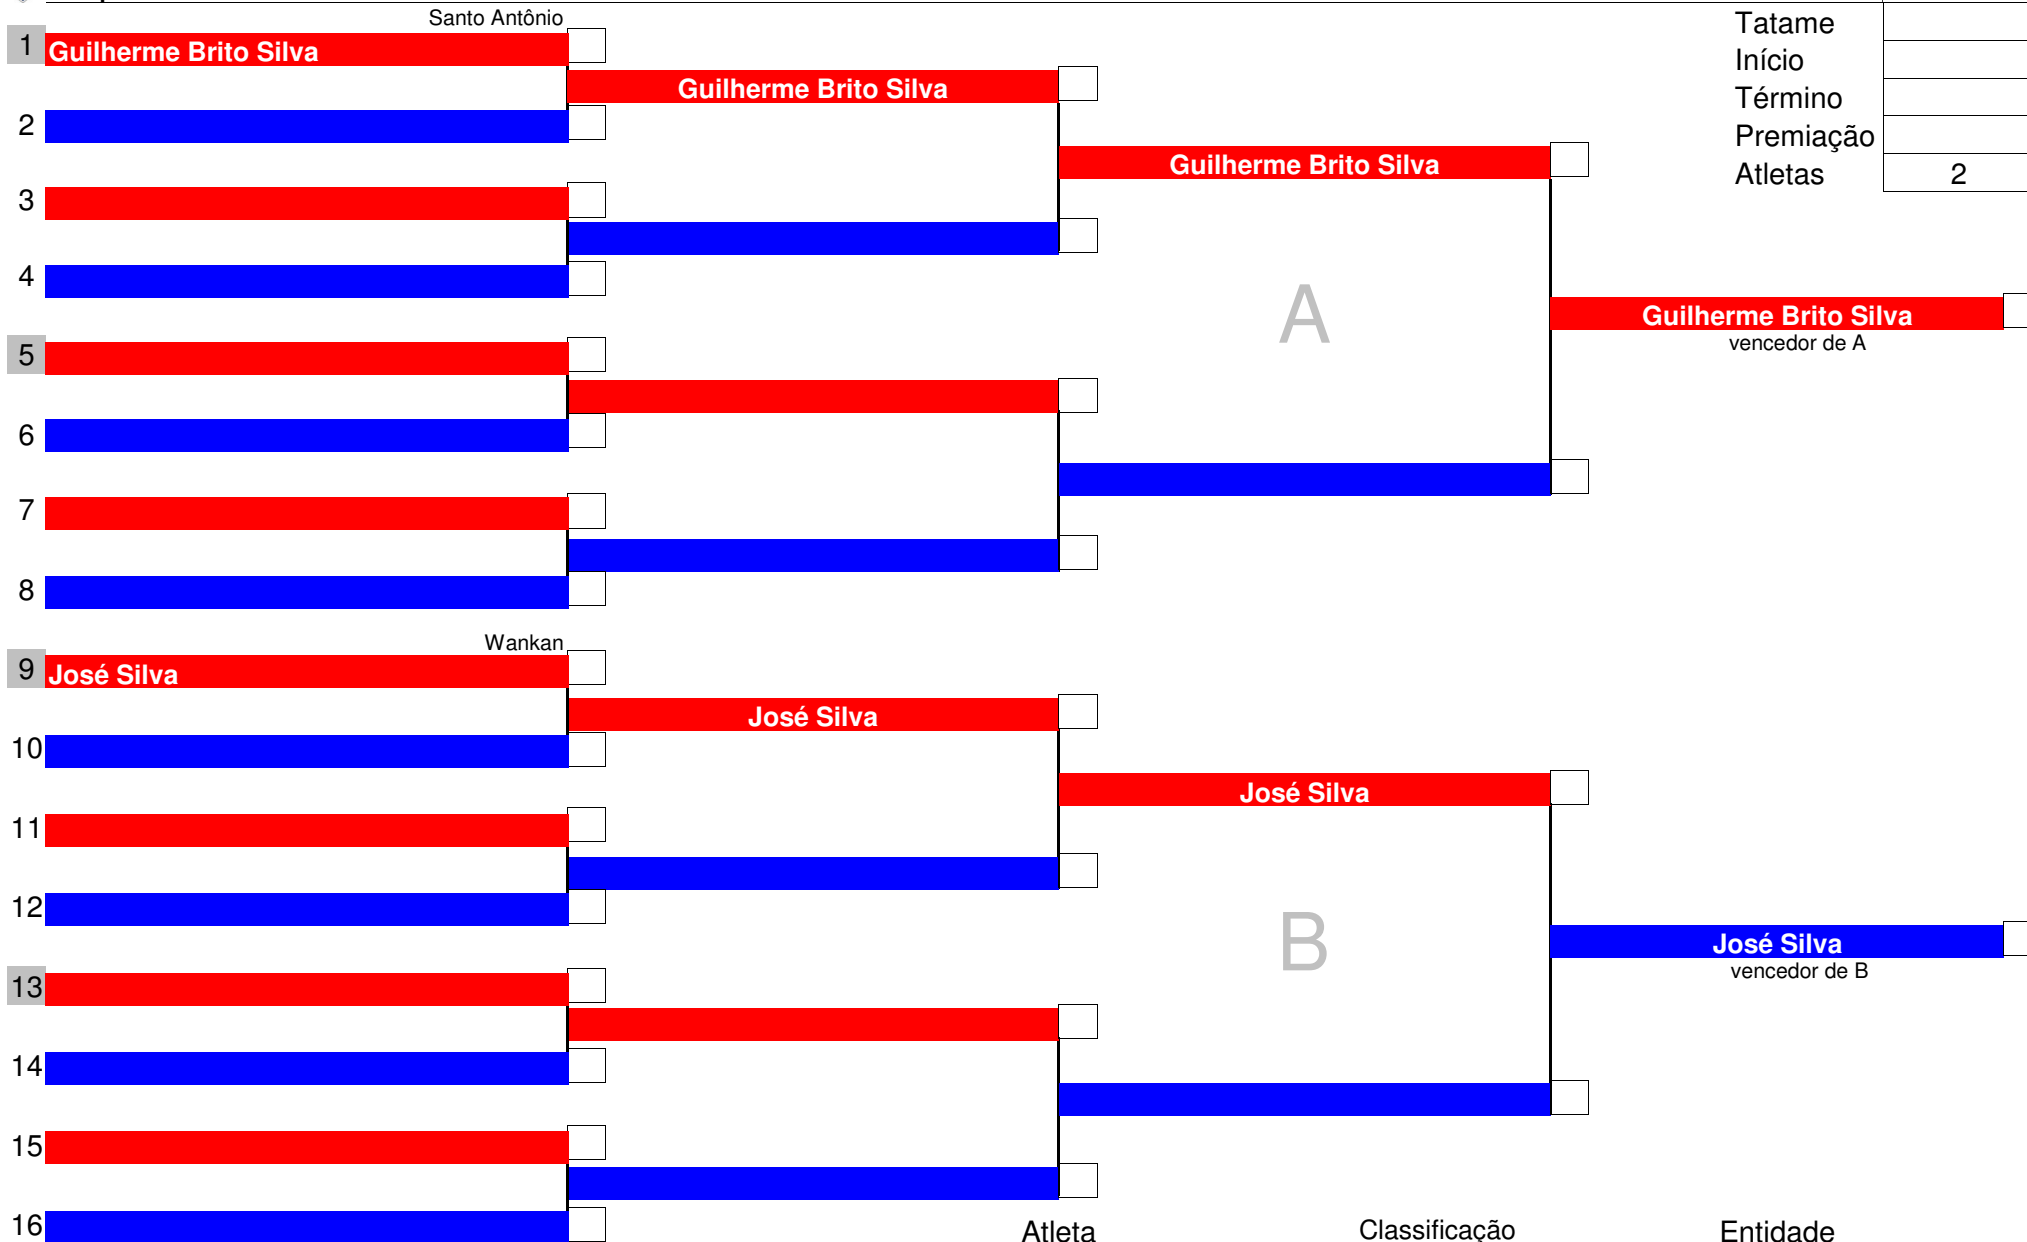 Santo Antônio
Tatame
1 Guilherme Brito Silva
Início
Guilherme Brito Silva
Término
2
Premiação
Guilherme Brito Silva
Atletas 2
3
4
A
Guilherme Brito Silva
vencedor de A
5
6
7
8
Wankan
9 José Silva
José Silva
10
José Silva
11
12
B
José Silva
vencedor de B
13
14
15
16
Atleta Classificação Entidade